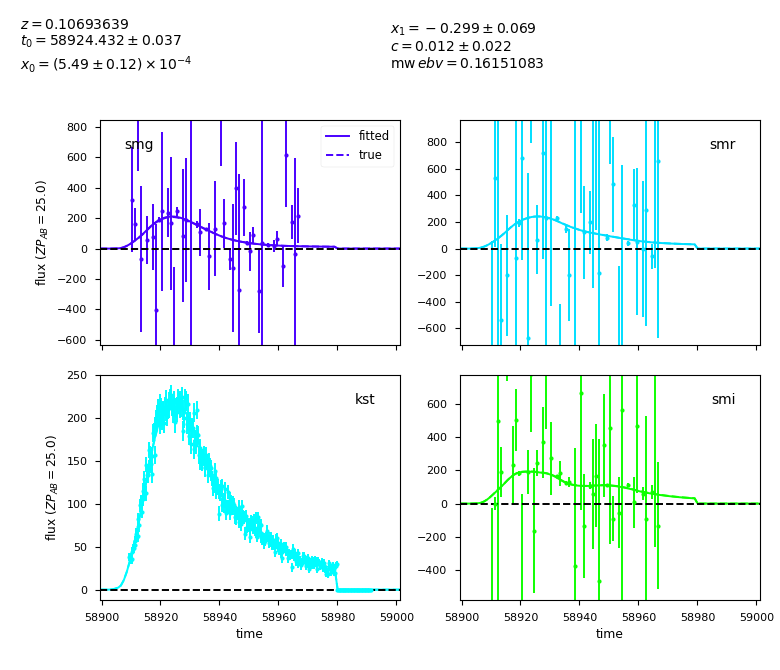 z = 0.10693639
t₀ = 58924.432 ± 0.037
x₀ = (5.49 ± 0.12) × 10⁻⁴
x₁ = −0.299 ± 0.069
c = 0.012 ± 0.022
mw ebv = 0.16151083
800
600
400
200
0
−200
−400
−600
flux (ZP_AB = 25.0)
smg
fitted
true
800
600
400
200
0
−200
−400
−600
smr
250
200
150
100
50
0
flux (ZP_AB = 25.0)
kst
58900 58920 58940 58960 58980 59000
time
600
400
200
0
−200
−400
smi
58900 58920 58940 58960 58980 59000
time